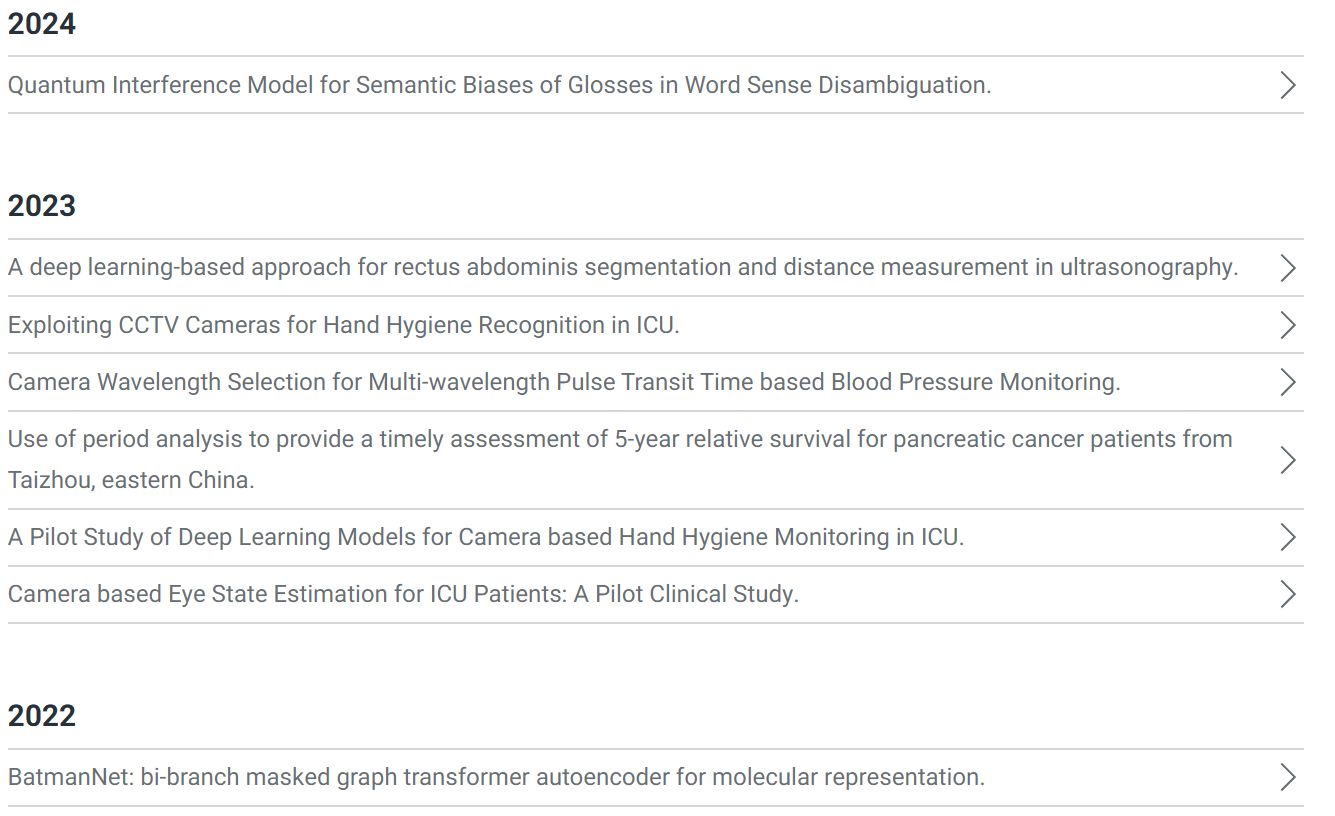 2024
Quantum Interference Model for Semantic Biases of Glosses in Word Sense Disambiguation.
2023
A deep learning-based approach for rectus abdominis segmentation and distance measurement in ultrasonography.
Exploiting CCTV Cameras for Hand Hygiene Recognition in ICU.
Camera Wavelength Selection for Multi-wavelength Pulse Transit Time based Blood Pressure Monitoring.
Use of period analysis to provide a timely assessment of 5-year relative survival for pancreatic cancer patients from
Taizhou, eastern China.
A Pilot Study of Deep Learning Models for Camera based Hand Hygiene Monitoring in ICU.
Camera based Eye State Estimation for ICU Patients: A Pilot Clinical Study.
2022
BatmanNet: bi-branch masked graph transformer autoencoder for molecular representation.